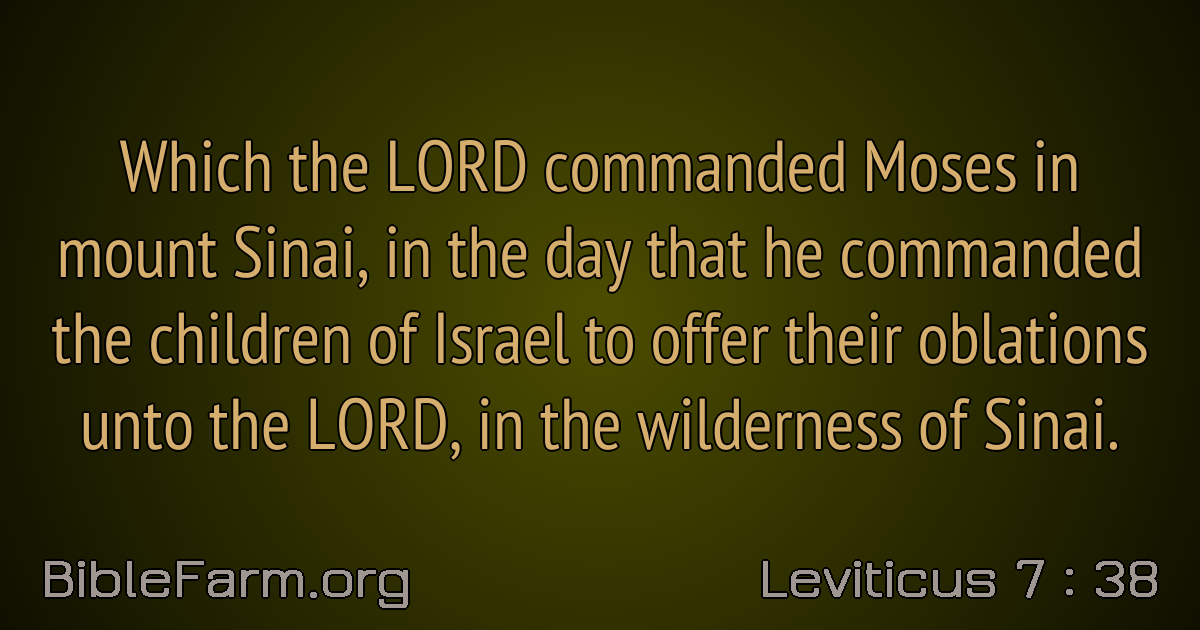 Which the LORD commanded Moses in
mount Sinai, in the day that he commanded
the children of Israel to offer their oblations
unto the LORD, in the wilderness of Sinai.
BibleFarm.org
Leviticus 7 : 38